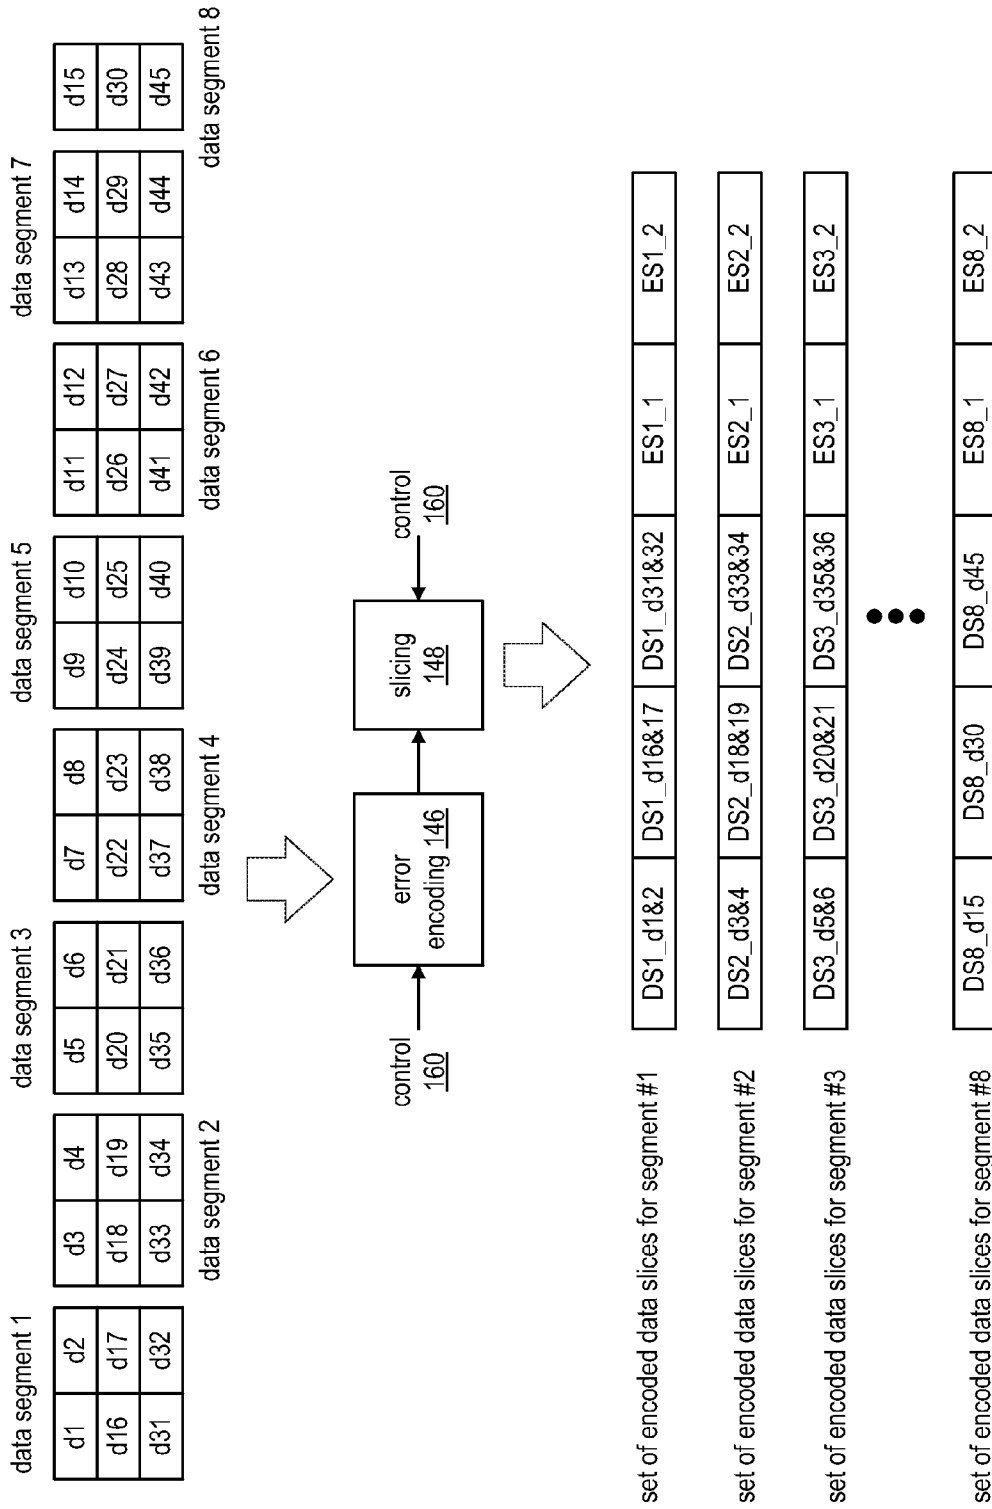 data segment 1
data segment 3
data segment 5
data segment 7
d1 d2 d3 d4 d5 d6 d7 d8 d9 d10 d11 d12 d13 d14 d15
d16 d17 d18 d19 d20 d21 d22 d23 d24 d25 d26 d27 d28 d29 d30
d31 d32 d33 d34 d35 d36 d37 d38 d39 d40 d41 d42 d43 d44 d45
data segment 2
data segment 4
data segment 6
data segment 8
control
160
error
encoding 146
slicing
148
control
160
set of encoded data slices for segment #1
DS1_d1&2 DS1_d16&17 DS1_d31&32 ES1_1 ES1_2
set of encoded data slices for segment #2
DS2_d3&4 DS2_d18&19 DS2_d33&34 ES2_1 ES2_2
set of encoded data slices for segment #3
DS3_d5&6 DS3_d20&21 DS3_d35&36 ES3_1 ES3_2
set of encoded data slices for segment #8
DS8_d15 DS8_d30 DS8_d45 ES8_1 ES8_2